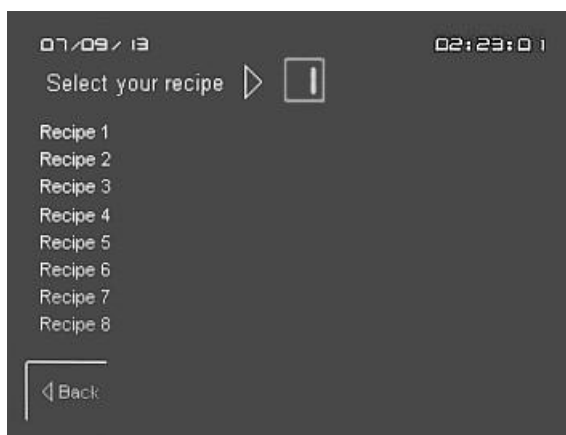 07/09/13 02:23:01
Select your recipe 1
Recipe 1
Recipe 2
Recipe 3
Recipe 4
Recipe 5
Recipe 6
Recipe 7
Recipe 8
Back